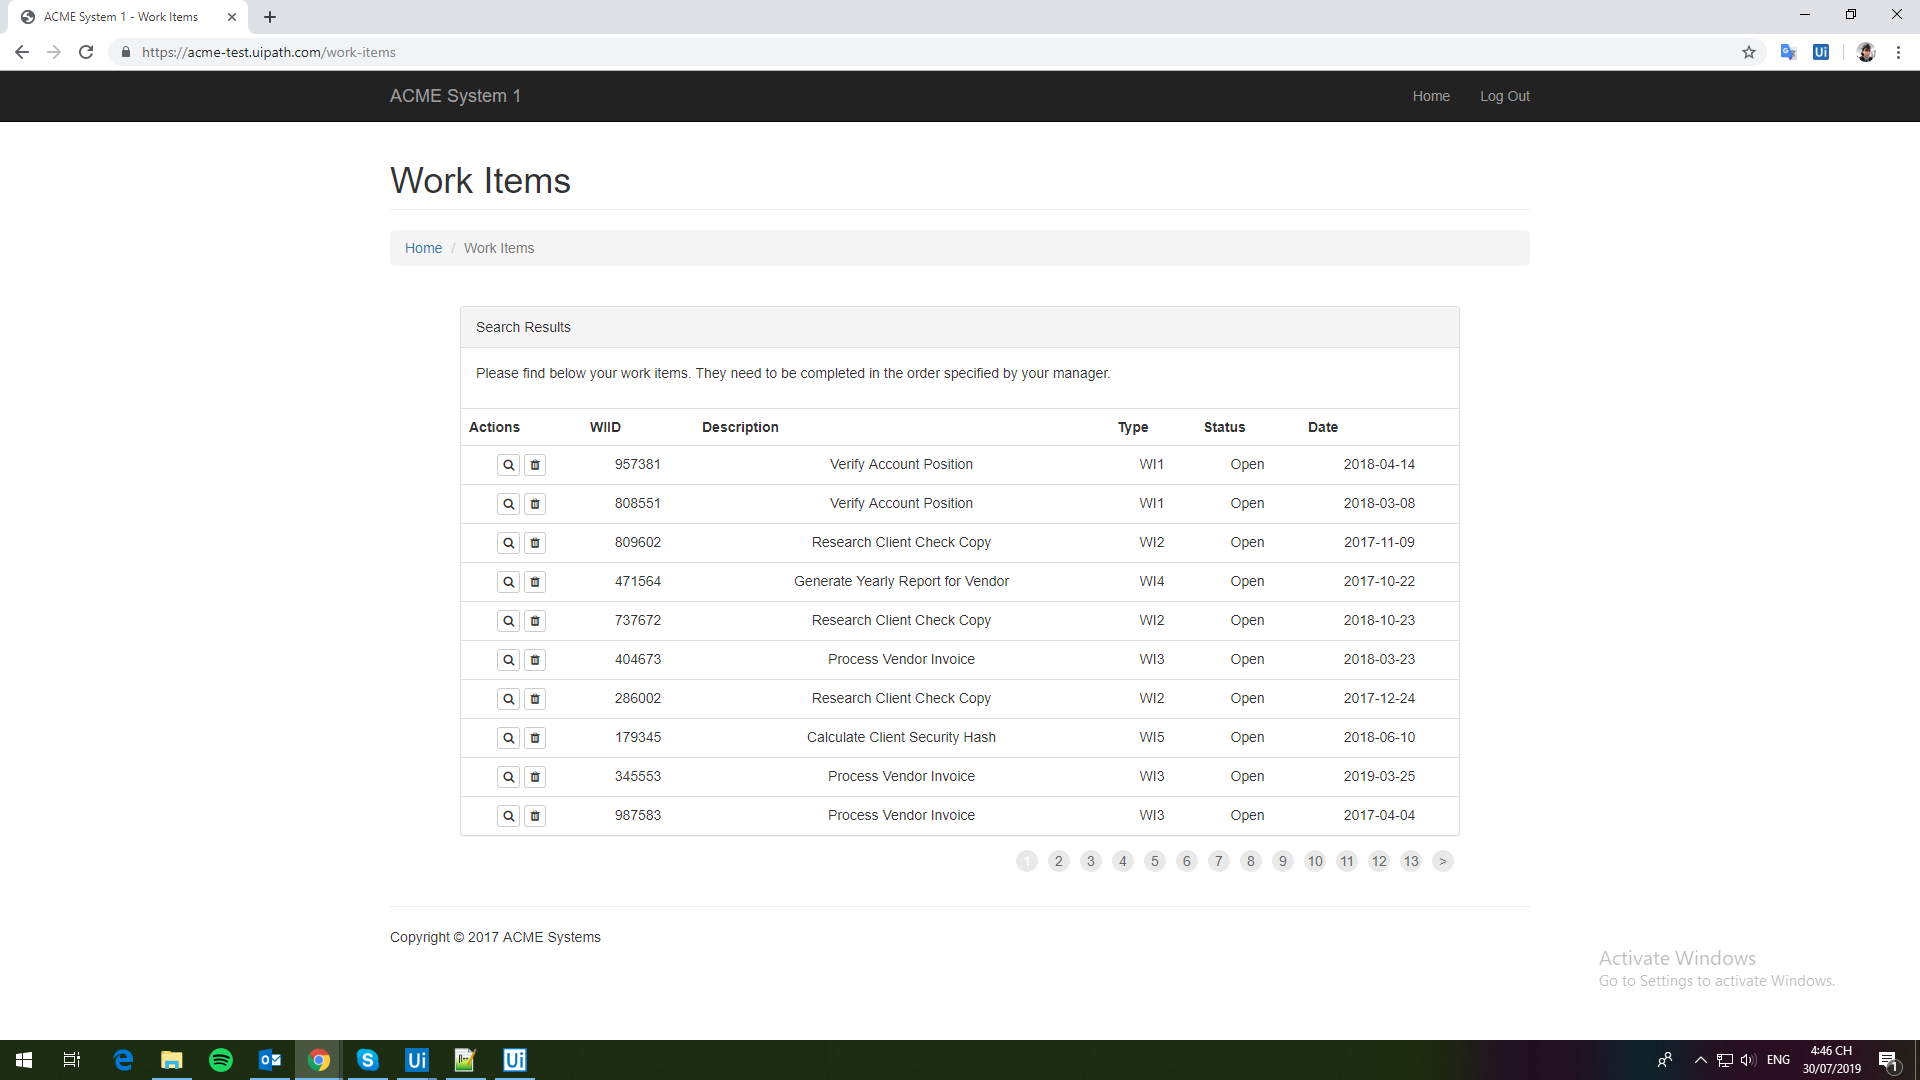 ACME System 1 - Work Items
https://acme-test.uipath.com/work-items
ACME System 1 Home Log Out
Work Items
Home / Work Items
Search Results
Please find below your work items. They need to be completed in the order specified by your manager.
Actions WIID Description Type Status Date
957381 Verify Account Position WI1 Open 2018-04-14
808551 Verify Account Position WI1 Open 2018-03-08
809602 Research Client Check Copy WI2 Open 2017-11-09
471564 Generate Yearly Report for Vendor WI4 Open 2017-10-22
737672 Research Client Check Copy WI2 Open 2018-10-23
404673 Process Vendor Invoice WI3 Open 2018-03-23
286002 Research Client Check Copy WI2 Open 2017-12-24
179345 Calculate Client Security Hash WI5 Open 2018-06-10
345553 Process Vendor Invoice WI3 Open 2019-03-25
987583 Process Vendor Invoice WI3 Open 2017-04-04
1 2 3 4 5 6 7 8 9 10 11 12 13 >
Copyright © 2017 ACME Systems
Activate Windows
Go to Settings to activate Windows.
ENG
4:46 CH
30/07/2019
1